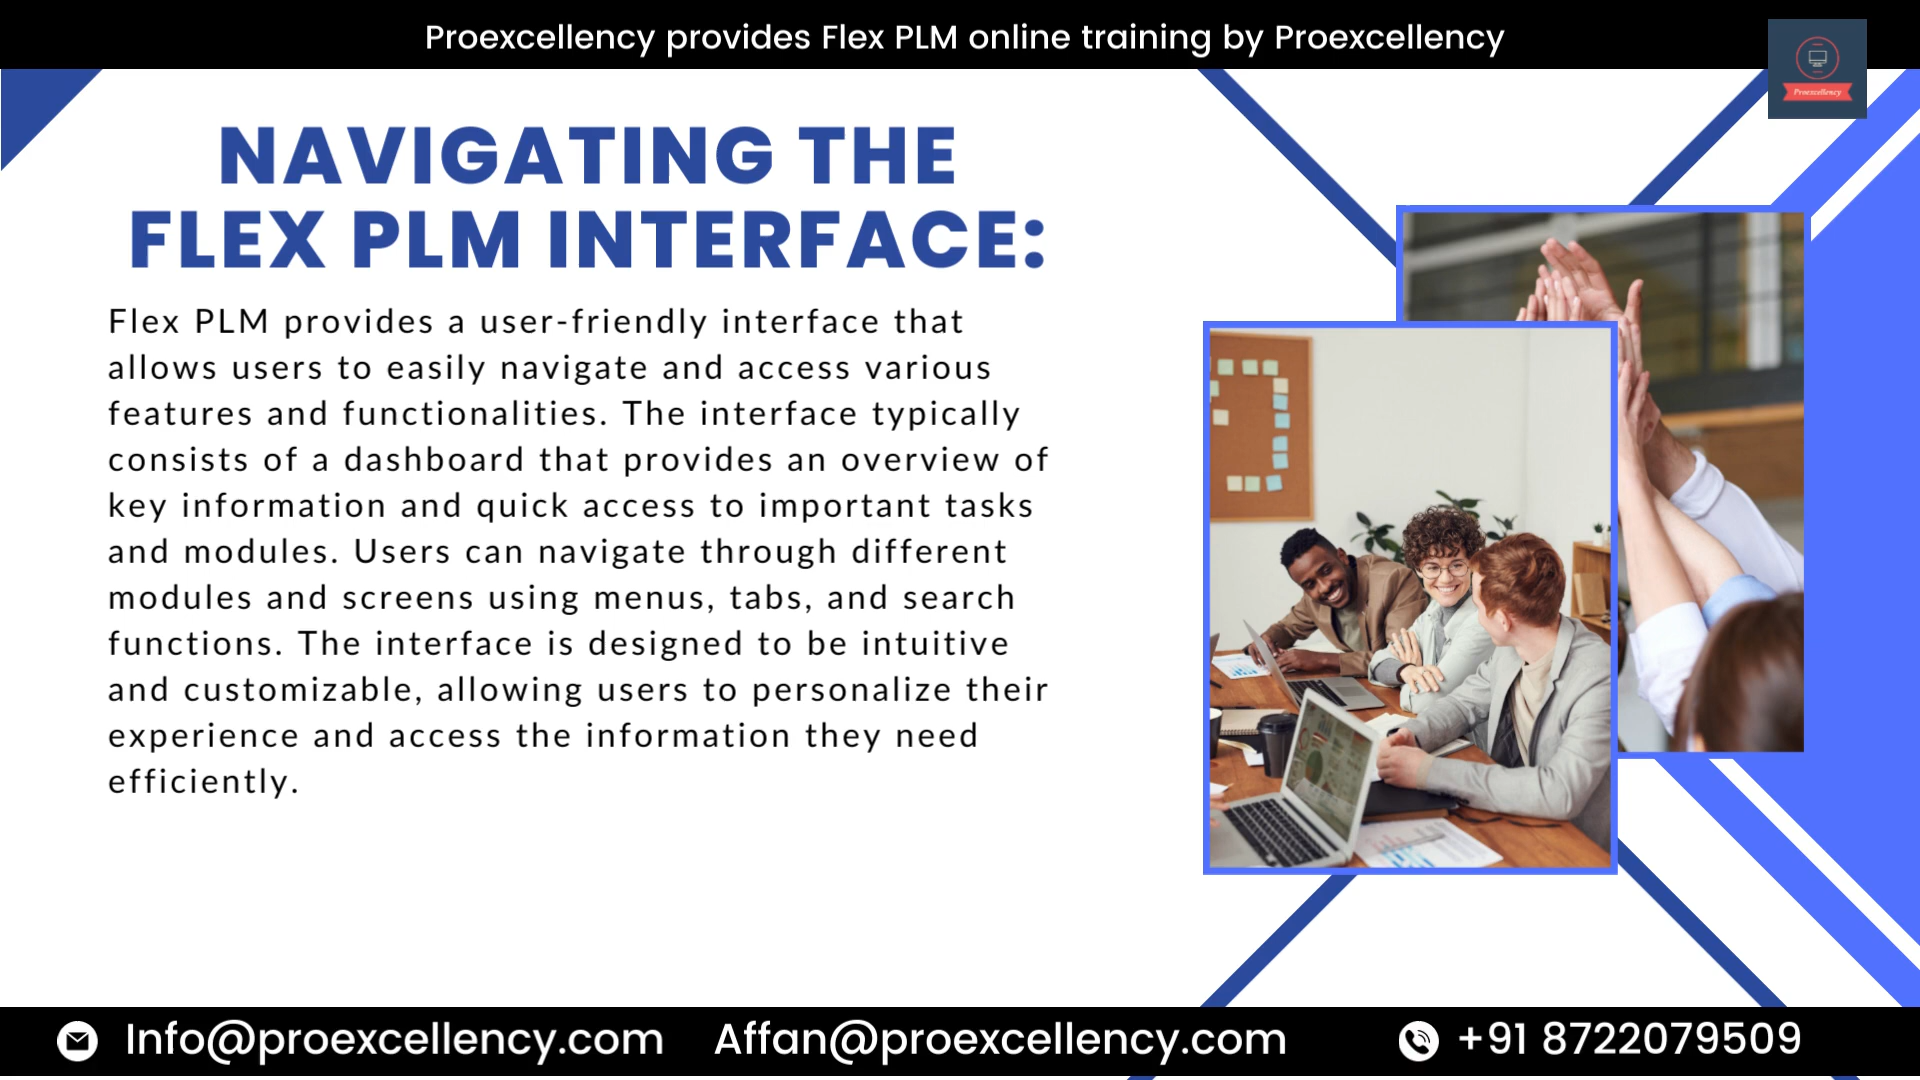 Proexcellency provides Flex PLM online training by Proexcellency
Proexcellency
NAVIGATING THE
FLEX PLM INTERFACE:
Flex PLM provides a user-friendly interface that
allows users to easily navigate and access various
features and functionalities. The interface typically
consists of a dashboard that provides an overview of
key information and quick access to important tasks
and modules. Users can navigate through different
modules and screens using menus, tabs, and search
functions. The interface is designed to be intuitive
and customizable, allowing users to personalize their
experience and access the information they need
efficiently.
Info@proexcellency.com Affan@proexcellency.com +91 8722079509